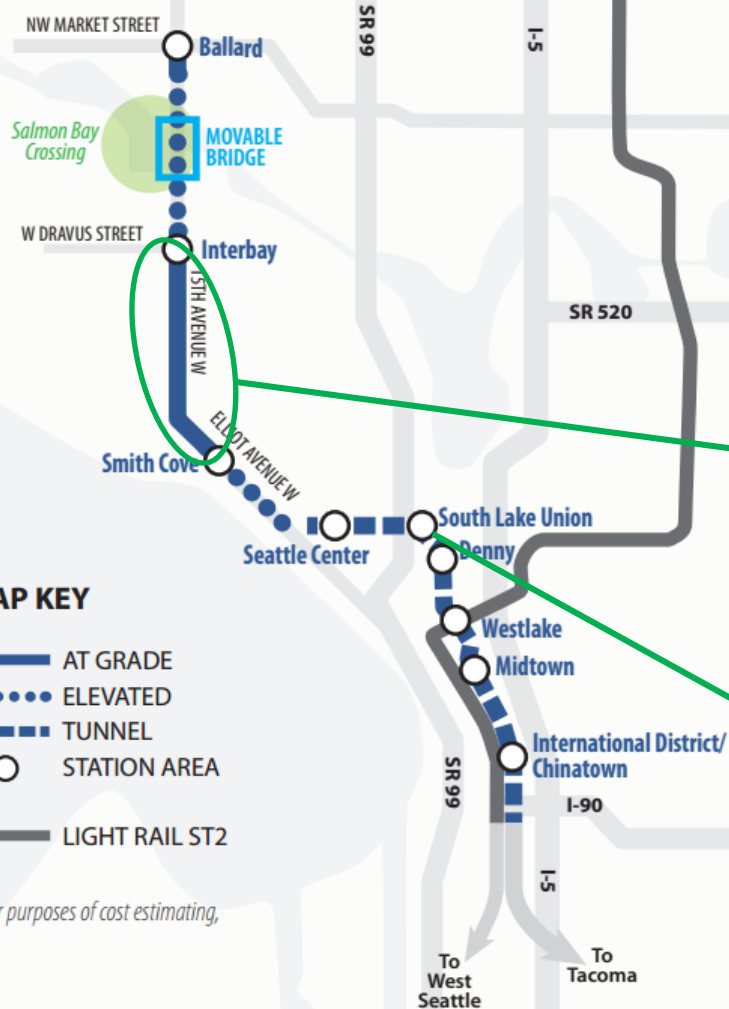 NW MARKET STREET
SR 99
I-5
Ballard
Salmon Bay
Crossing
MOVABLE
BRIDGE
W DRAVUS STREET
Interbay
15TH AVENUE W
SR 520
ELLIOT AVENUE W
Smith Cove
South Lake Union
Seattle Center
Denny
AP KEY
Westlake
AT GRADE
Midtown
ELEVATED
TUNNEL
International District/
Chinatown
STATION AREA
SR 99
I-90
LIGHT RAIL ST2
I-5
r purposes of cost estimating,
To
West
Seattle
To
Tacoma